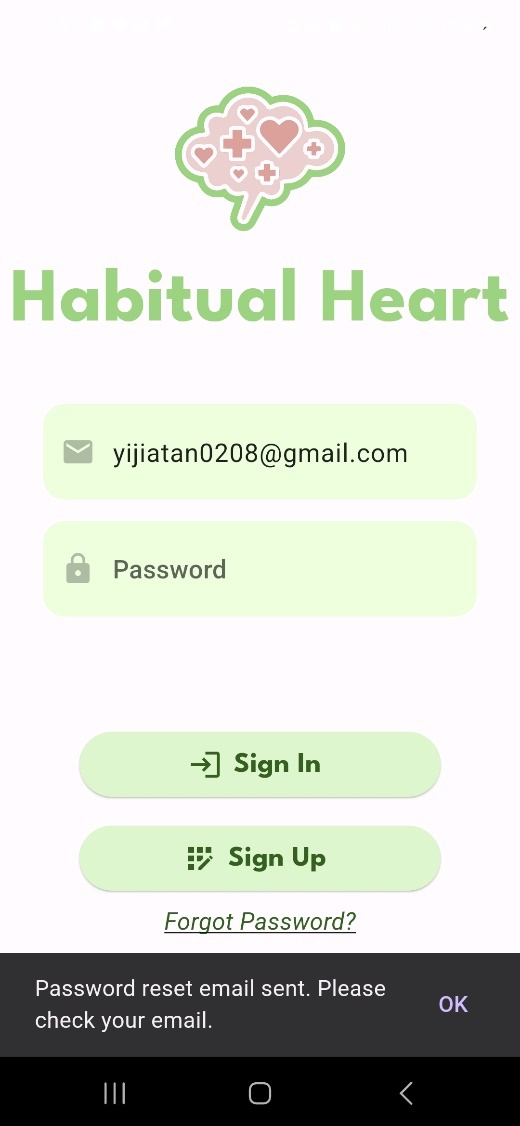 Habitual Heart
yijiatan0208@gmail.com
Password
Sign In
Sign Up
Forgot Password?
Password reset email sent. Please
check your email.
OK